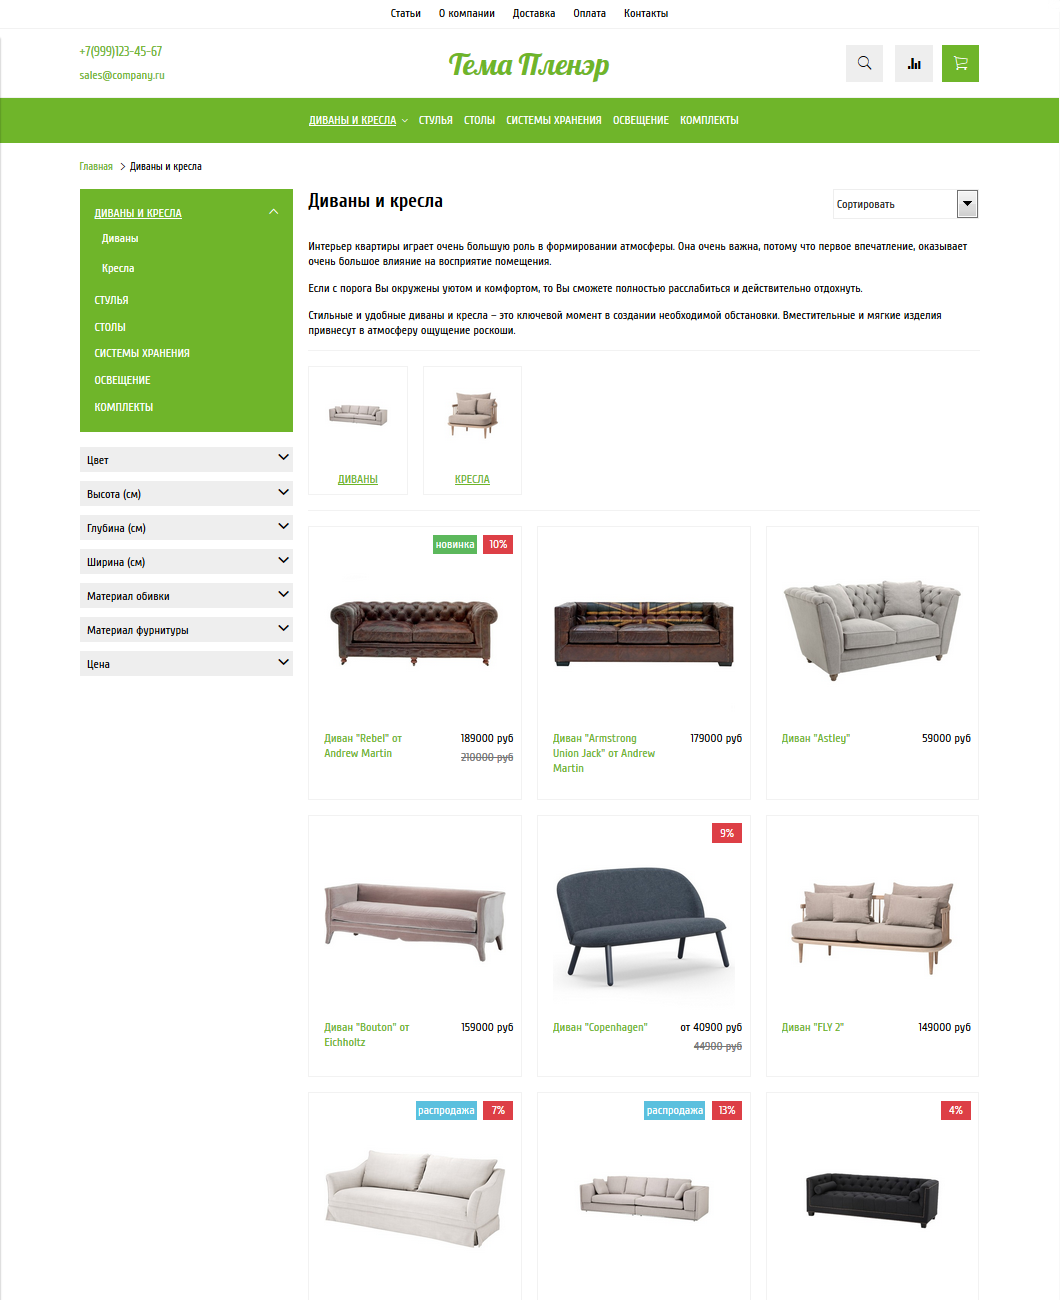 Статьи О компании Доставка Оплата Контакты
+7(999)123-45-67
sales@company.ru
Тема Пленэр
ДИВАНЫ И КРЕСЛА СТУЛЬЯ СТОЛЫ СИСТЕМЫ ХРАНЕНИЯ ОСВЕЩЕНИЕ КОМПЛЕКТЫ
Главная Диваны и кресла
ДИВАНЫ И КРЕСЛА
Диваны
Кресла
СТУЛЬЯ
СТОЛЫ
СИСТЕМЫ ХРАНЕНИЯ
ОСВЕЩЕНИЕ
КОМПЛЕКТЫ
Цвет
Высота (см)
Глубина (см)
Ширина (см)
Материал обивки
Материал фурнитуры
Цена
Диваны и кресла
Сортировать
Интерьер квартиры играет очень большую роль в формировании атмосферы. Она очень важна, потому что первое впечатление, оказывает
очень большое влияние на восприятие помещения.
Если с порога Вы окружены уютом и комфортом, то Вы сможете полностью расслабиться и действительно отдохнуть.
Стильные и удобные диваны и кресла – это ключевой момент в создании необходимой обстановки. Вместительные и мягкие изделия
привнесут в атмосферу ощущение роскоши.
ДИВАНЫ
КРЕСЛА
новинка 10%
Диван "Rebel" от
Andrew Martin
189000 руб
210000 руб
Диван "Armstrong
Union Jack" от Andrew
Martin
179000 руб
Диван "Astley"
59000 руб
Диван "Bouton" от
Eichholtz
159000 руб
9%
Диван "Copenhagen"
от 40900 руб
44900 руб
Диван "FLY 2"
149000 руб
распродажа 7%
распродажа 13%
4%